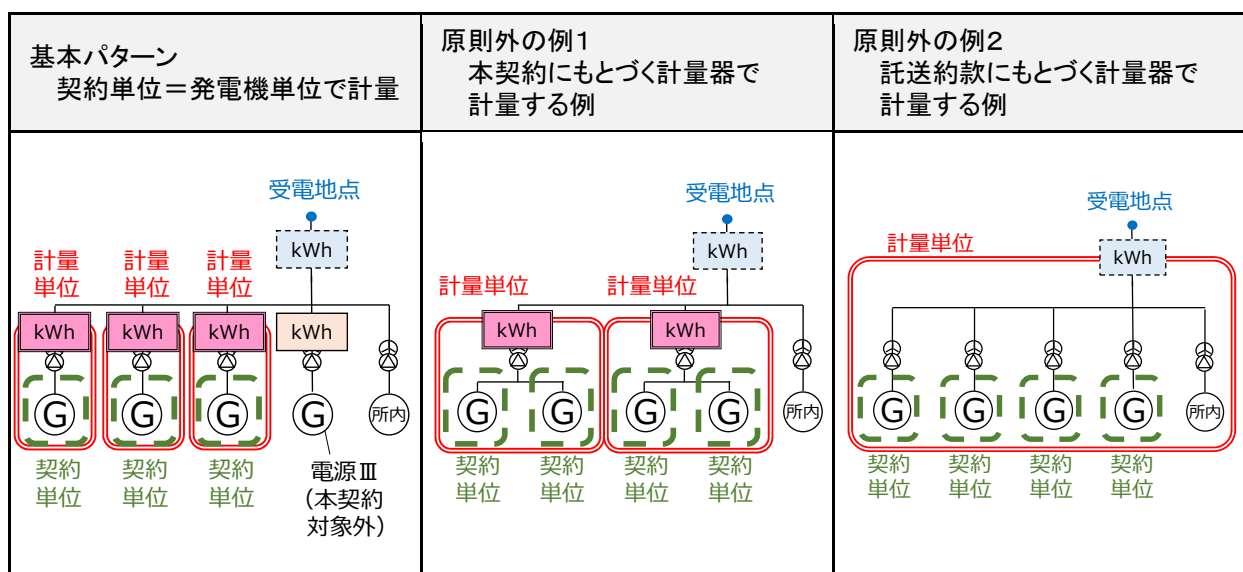 基本パターン
契約単位＝発電機単位で計量
原則外の例１
本契約にもとづく計量器で
計量する例
原則外の例２
託送約款にもとづく計量器で
計量する例
受電地点
kWh
計量
単位
計量
単位
計量
単位
kWh
kWh
kWh
kWh
G
G
G
G
所内
契約
単位
契約
単位
契約
単位
電源Ⅲ
(本契約
対象外)
受電地点
kWh
計量単位
計量単位
kWh
kWh
G
G
G
G
所内
契約
単位
契約
単位
契約
単位
契約
単位
受電地点
計量単位
kWh
G
G
G
G
所内
契約
単位
契約
単位
契約
単位
契約
単位